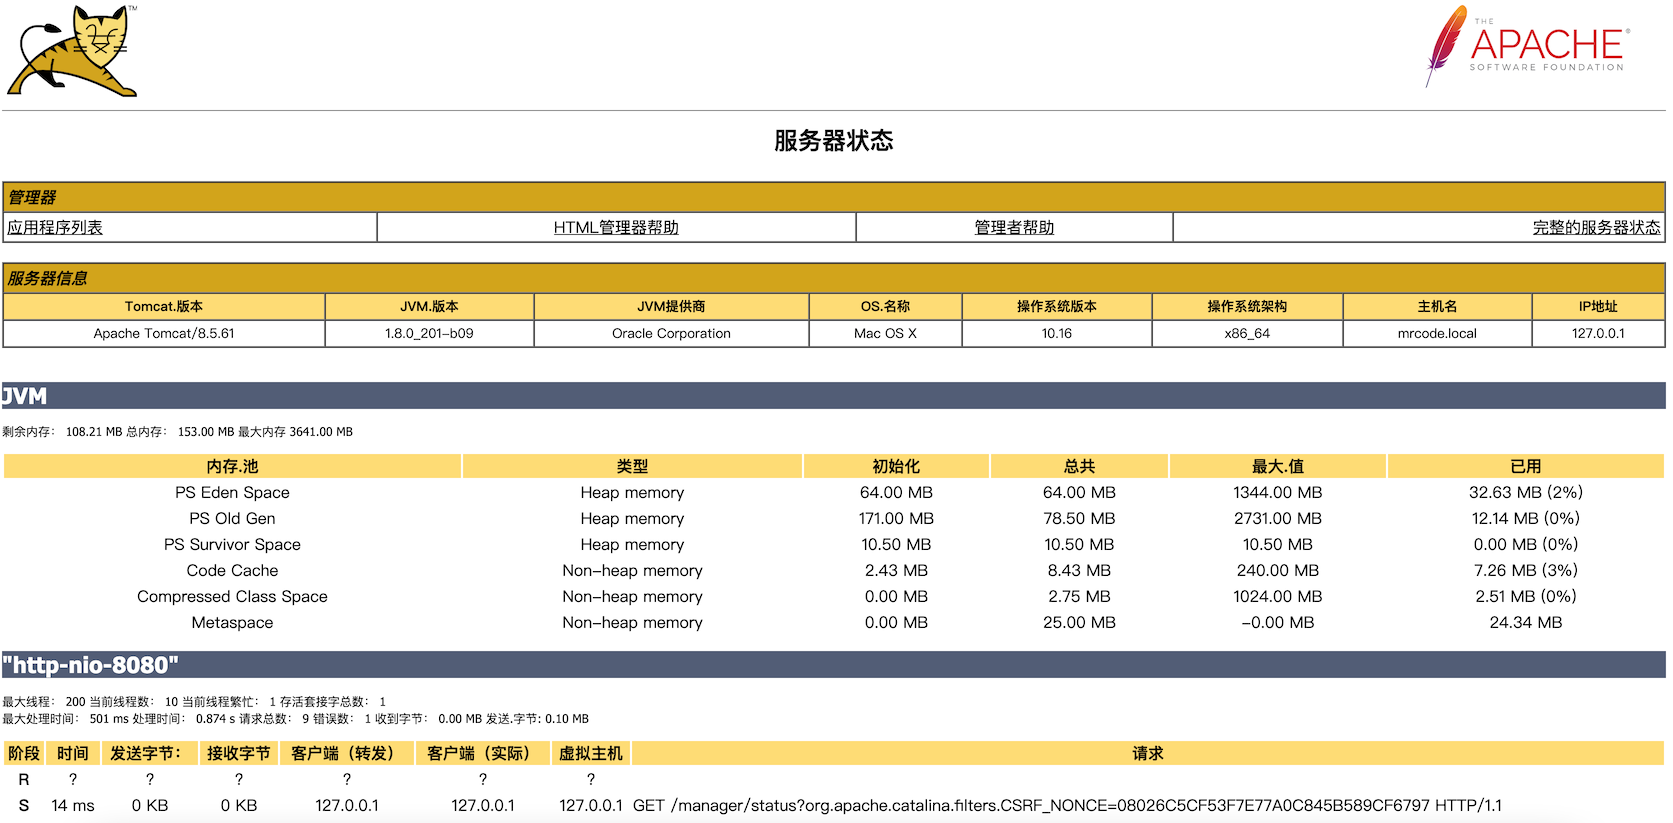 TM
THE
APACHE®
SOFTWARE FOUNDATION
服务器状态
管理器
应用程序列表 HTML管理器帮助 管理者帮助 完整的服务器状态
服务器信息
Tomcat.版本 JVM.版本 JVM提供商 OS.名称 操作系统版本 操作系统架构 主机名 IP地址
Apache Tomcat/8.5.61 1.8.0_201-b09 Oracle Corporation Mac OS X 10.16 x86_64 mrcode.local 127.0.0.1
JVM
剩余内存： 108.21 MB 总内存： 153.00 MB 最大内存 3641.00 MB
内存.池 类型 初始化 总共 最大.值 已用
PS Eden Space Heap memory 64.00 MB 64.00 MB 1344.00 MB 32.63 MB (2%)
PS Old Gen Heap memory 171.00 MB 78.50 MB 2731.00 MB 12.14 MB (0%)
PS Survivor Space Heap memory 10.50 MB 10.50 MB 10.50 MB 0.00 MB (0%)
Code Cache Non-heap memory 2.43 MB 8.43 MB 240.00 MB 7.26 MB (3%)
Compressed Class Space Non-heap memory 0.00 MB 2.75 MB 1024.00 MB 2.51 MB (0%)
Metaspace Non-heap memory 0.00 MB 25.00 MB -0.00 MB 24.34 MB
"http-nio-8080"
最大线程： 200 当前线程数： 10 当前线程繁忙： 1 存活套接字总数： 1
最大处理时间： 501 ms 处理时间： 0.874 s 请求总数： 9 错误数： 1 收到字节： 0.00 MB 发送.字节: 0.10 MB
阶段 时间 发送字节： 接收字节 客户端（转发） 客户端（实际） 虚拟主机 请求
R ? ? ? ? ? ?
S 14 ms 0 KB 0 KB 127.0.0.1 127.0.0.1 127.0.0.1 GET /manager/status?org.apache.catalina.filters.CSRF_NONCE=08026C5CF53F7E77A0C845B589CF6797 HTTP/1.1